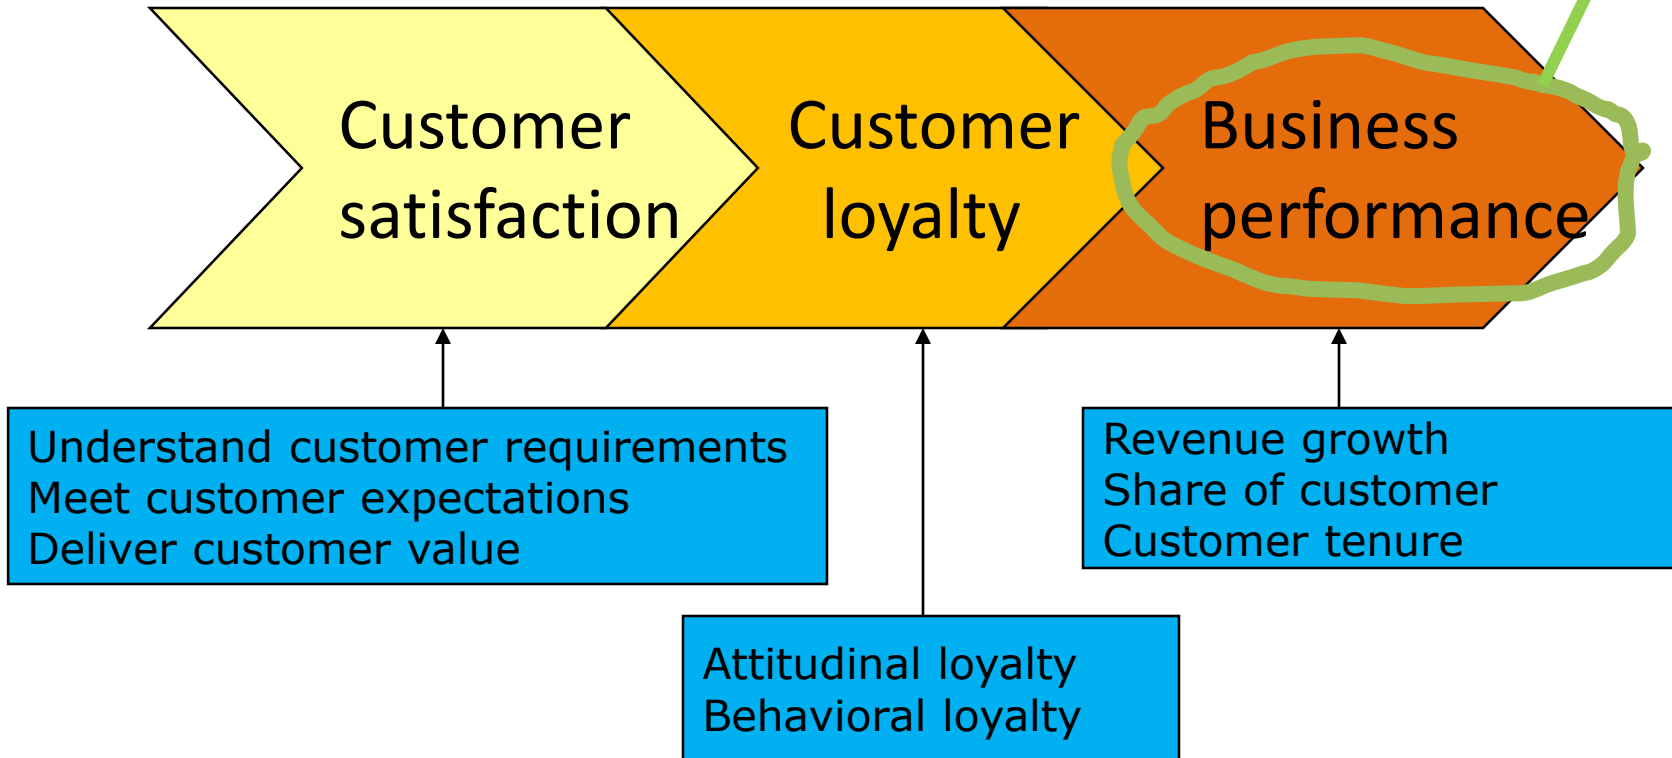 Customer
satisfaction
Customer
loyalty
Business
performance
Understand customer requirements
Meet customer expectations
Deliver customer value
Attitudinal loyalty
Behavioral loyalty
Revenue growth
Share of customer
Customer tenure